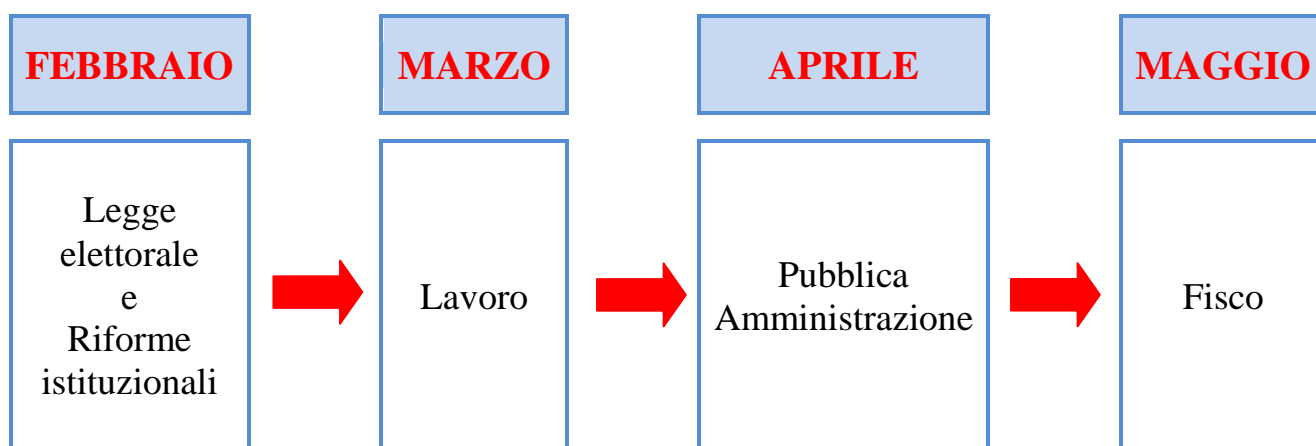 FEBBRAIO
MARZO
APRILE
MAGGIO
Legge
elettorale
e
Riforme
istituzionali
Lavoro
Pubblica
Amministrazione
Fisco